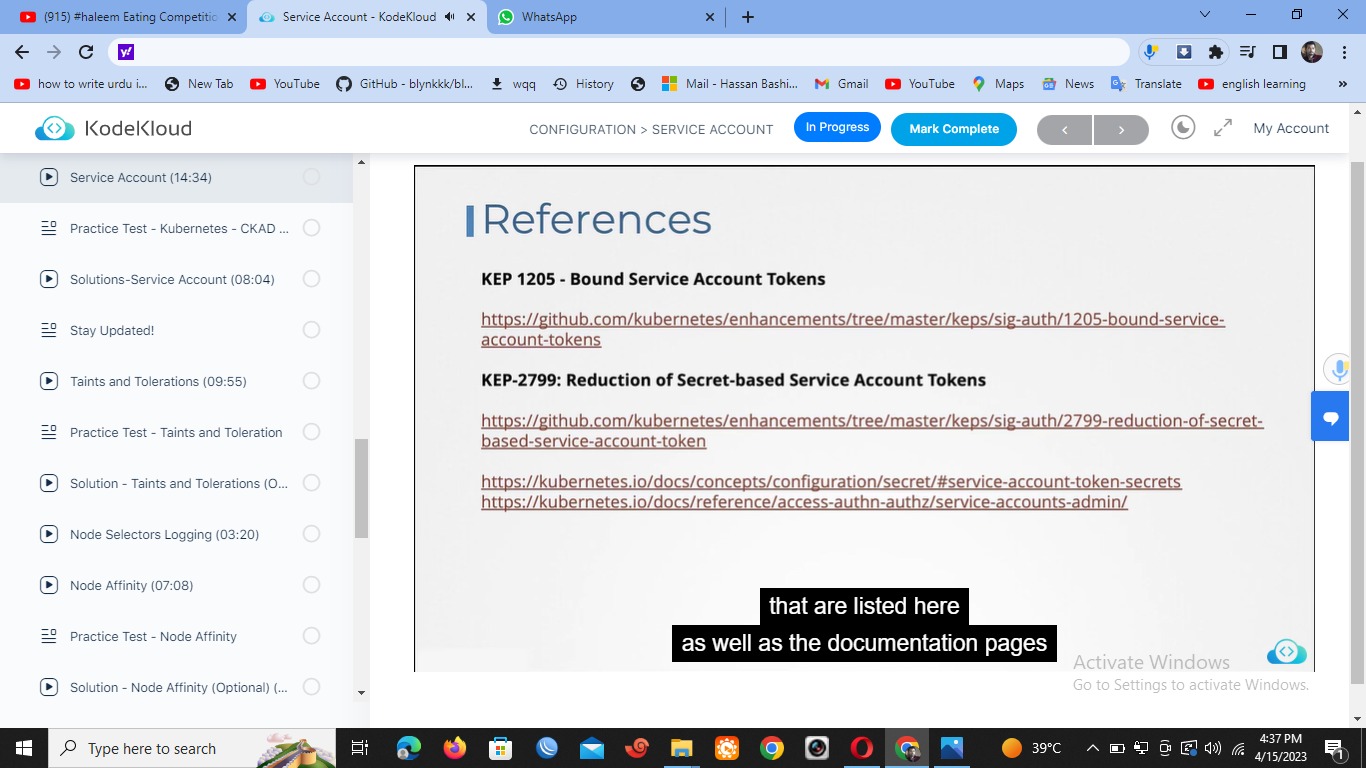 (915) #haleem Eating Competitio
Service Account - KodeKloud
WhatsApp
y!
how to write urdu i...
New Tab
YouTube
GitHub - blynkkk/bl...
wqq
History
Mail - Hassan Bashi...
Gmail
YouTube
Maps
News
Translate
english learning
»
KodeKloud
CONFIGURATION > SERVICE ACCOUNT
In Progress
Mark Complete
My Account
Service Account (14:34)
Practice Test - Kubernetes - CKAD ...
Solutions-Service Account (08:04)
Stay Updated!
Taints and Tolerations (09:55)
Practice Test - Taints and Toleration
Solution - Taints and Tolerations (O...
Node Selectors Logging (03:20)
Node Affinity (07:08)
Practice Test - Node Affinity
Solution - Node Affinity (Optional) (...
References
KEP 1205 - Bound Service Account Tokens
https://github.com/kubernetes/enhancements/tree/master/keps/sig-auth/1205-bound-service-
account-tokens
KEP-2799: Reduction of Secret-based Service Account Tokens
https://github.com/kubernetes/enhancements/tree/master/keps/sig-auth/2799-reduction-of-secret-
based-service-account-token
https://kubernetes.io/docs/concepts/configuration/secret/#service-account-token-secrets
https://kubernetes.io/docs/reference/access-authn-authz/service-accounts-admin/
that are listed here
as well as the documentation pages
Activate Windows
Go to Settings to activate Windows.
Type here to search
39°C
4:37 PM
4/15/2023
1